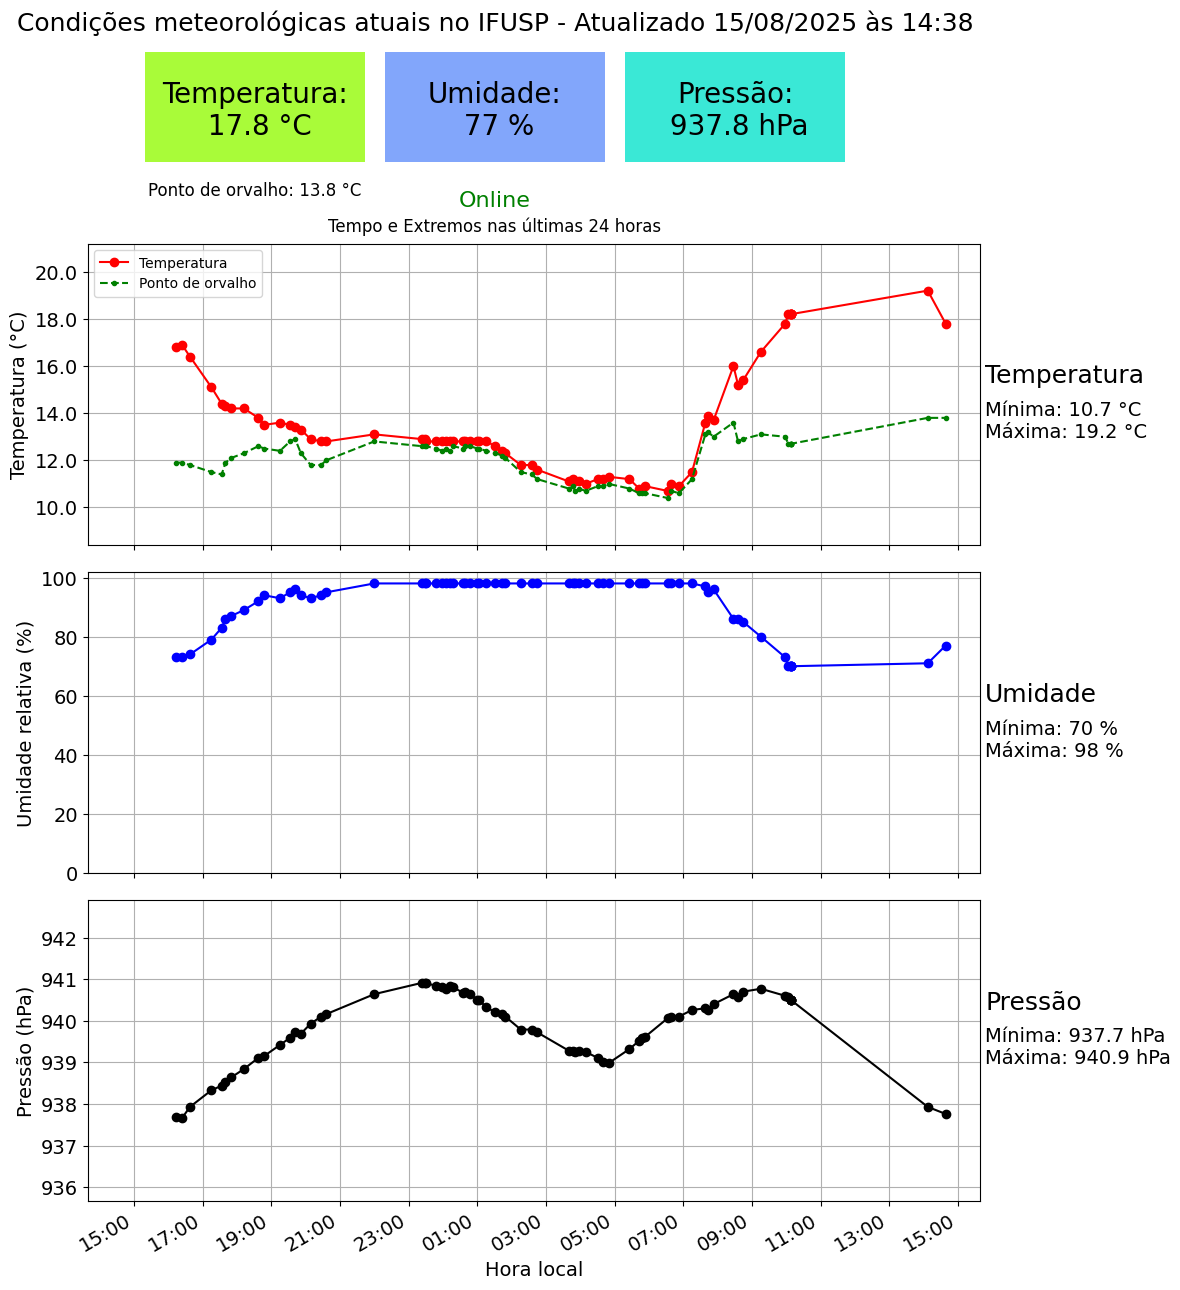 Condições meteorológicas atuais no IFUSP - Atualizado 15/08/2025 às 14:38
Temperatura:
17.8 °C
Umidade:
77 %
Pressão:
937.8 hPa
Ponto de orvalho: 13.8 °C
Online
Tempo e Extremos nas últimas 24 horas
Temperatura
Ponto de orvalho
Temperatura (°C)
20.0
18.0
16.0
14.0
12.0
10.0
Temperatura
Mínima: 10.7 °C
Máxima: 19.2 °C
Umidade relativa (%)
100
80
60
40
20
0
Umidade
Mínima: 70 %
Máxima: 98 %
Pressão (hPa)
942
941
940
939
938
937
936
Pressão
Mínima: 937.7 hPa
Máxima: 940.9 hPa
15:00 17:00 19:00 21:00 23:00 01:00 03:00 05:00 07:00 09:00 11:00 13:00 15:00
Hora local